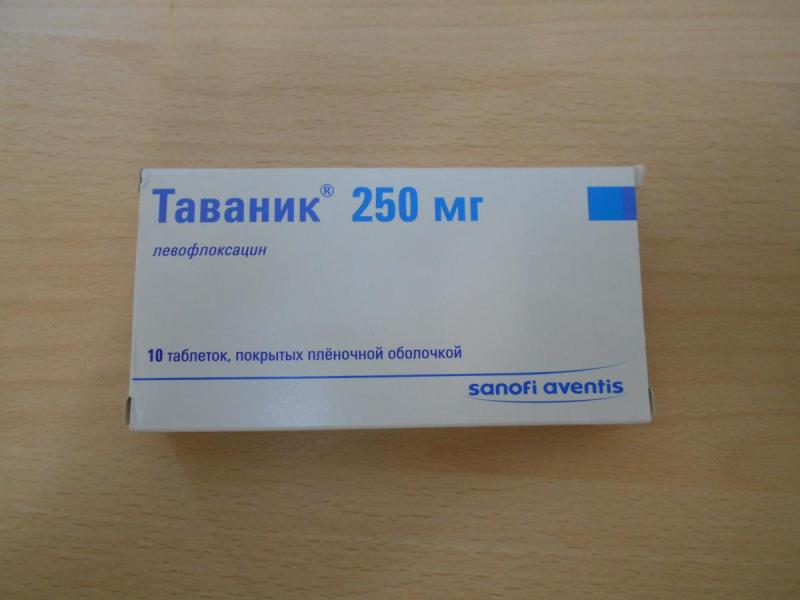 Таваник® 250 мг
левофлоксацин
10 таблеток, покрытых плёночной оболочкой
sanofi aventis